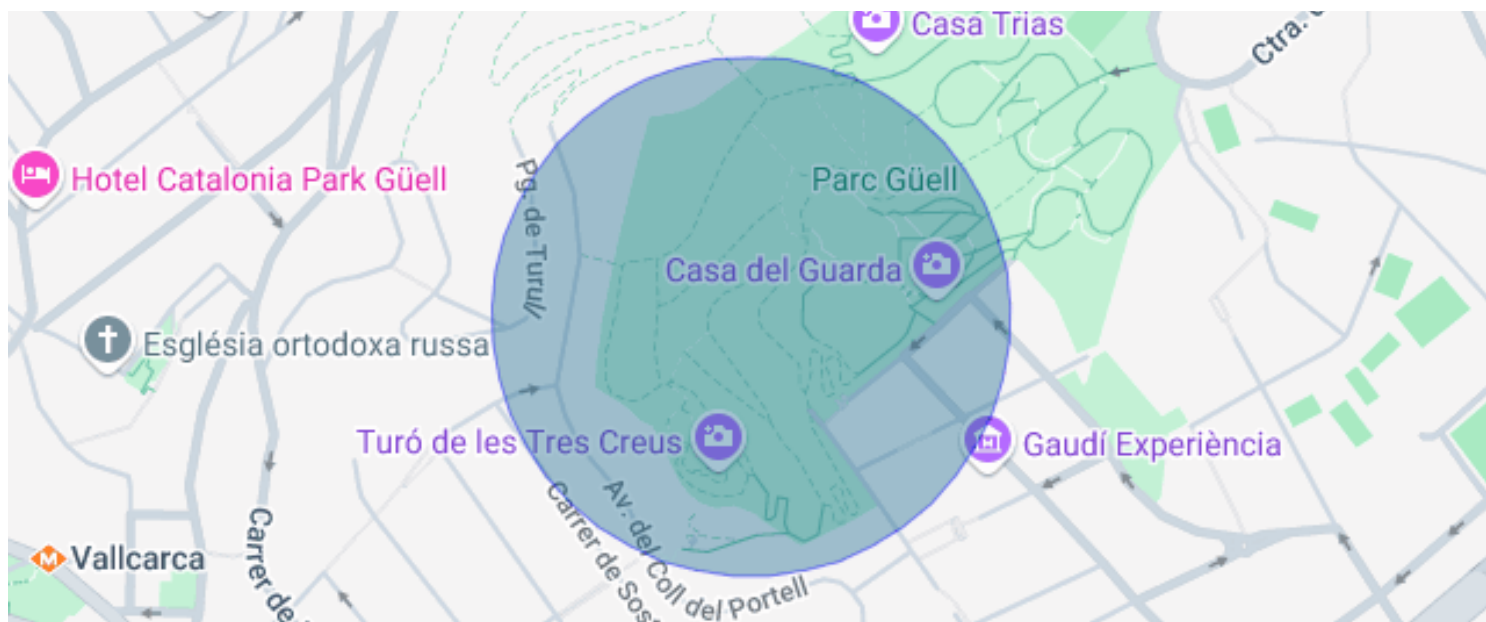 Casa Trias
Ctra.
Hotel Catalonia Park Güell
Pg. de Turull
Parc Güell
Casa del Guarda
Església ortodoxa russa
Turó de les Tres Creus
Gaudí Experiència
Vallcarca
Carrer de
Carrer de Sost
Av. del Coll del Portell